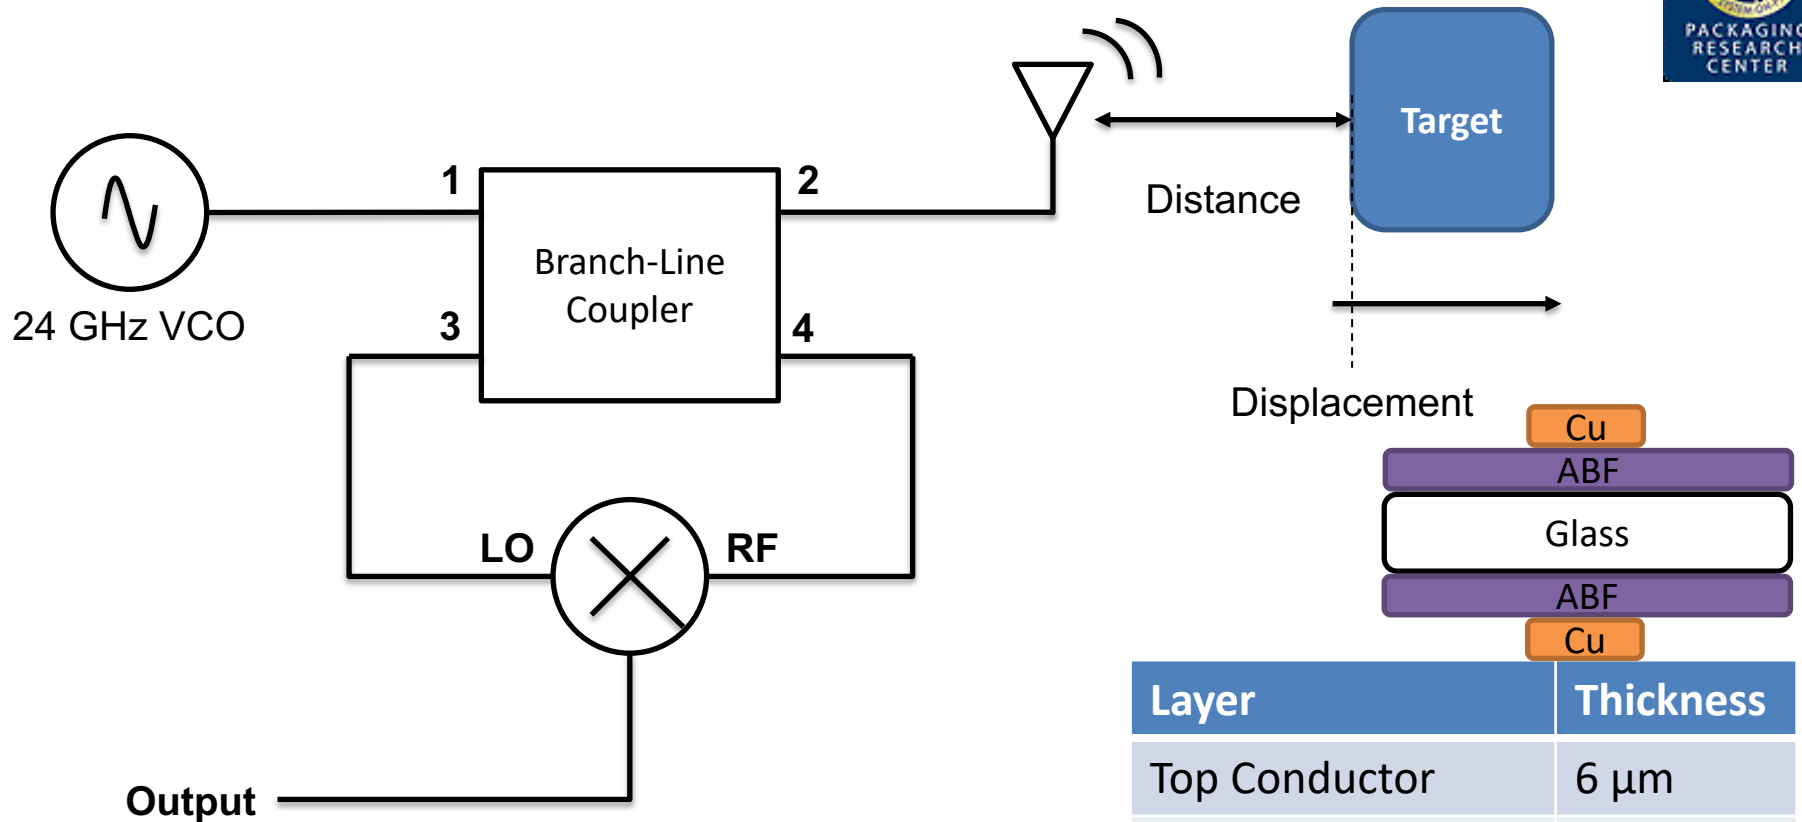 PACKAGING
RESEARCH
CENTER
Target
1
2
Distance
Branch-Line
Coupler
24 GHz VCO
3
4
Displacement
Cu
ABF
Glass
ABF
Cu
LO
RF
Layer Thickness
Top Conductor 6 µm
Output